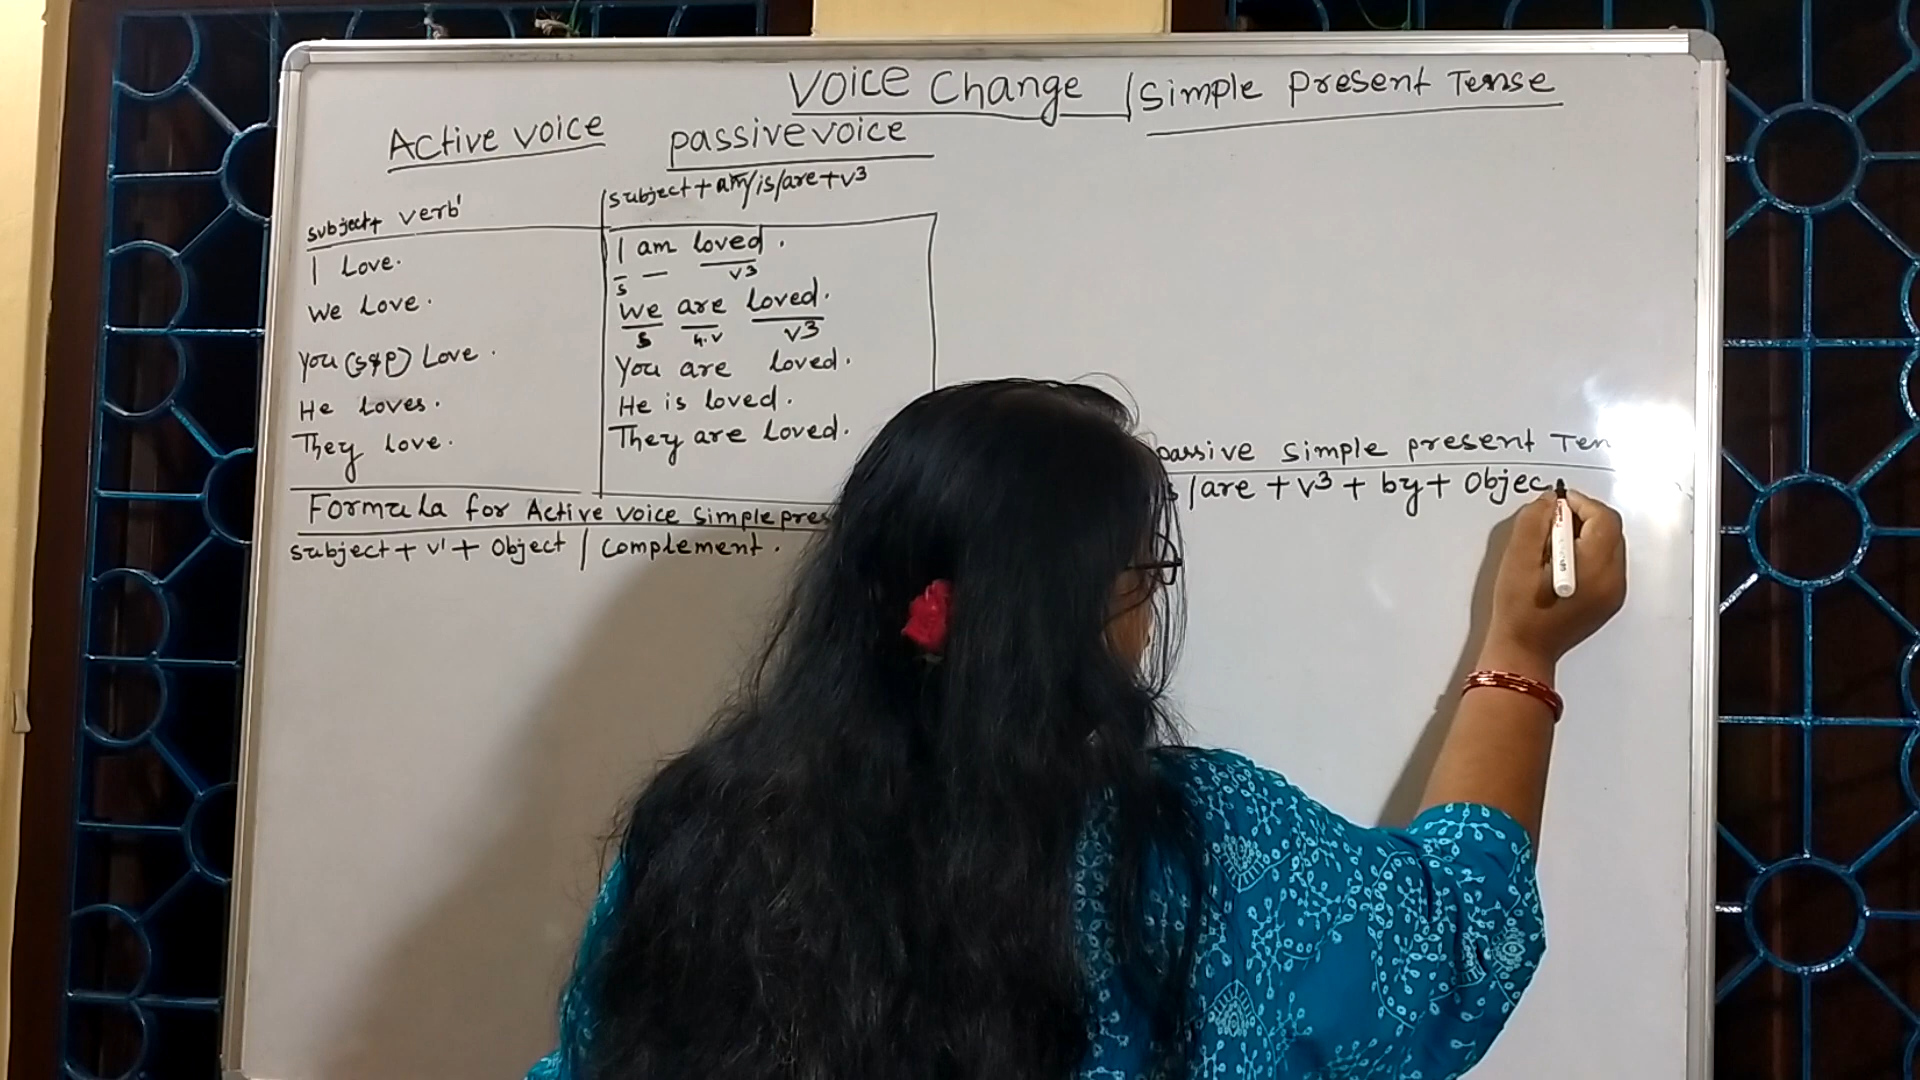 Voice Change / Simple Present Tense
Active Voice
passive voice
subject + verb¹
subject + am/is/are + v3
I Love.
I am loved.
s v3
We Love.
We are loved.
s h.v v3
You (s&p) Love.
You are loved.
He Loves.
He is loved.
They love.
They are loved.
Formula for Active voice simple pres
subject + v¹ + Object / complement.
passive simple present Ten
s / are + v3 + by + Objec